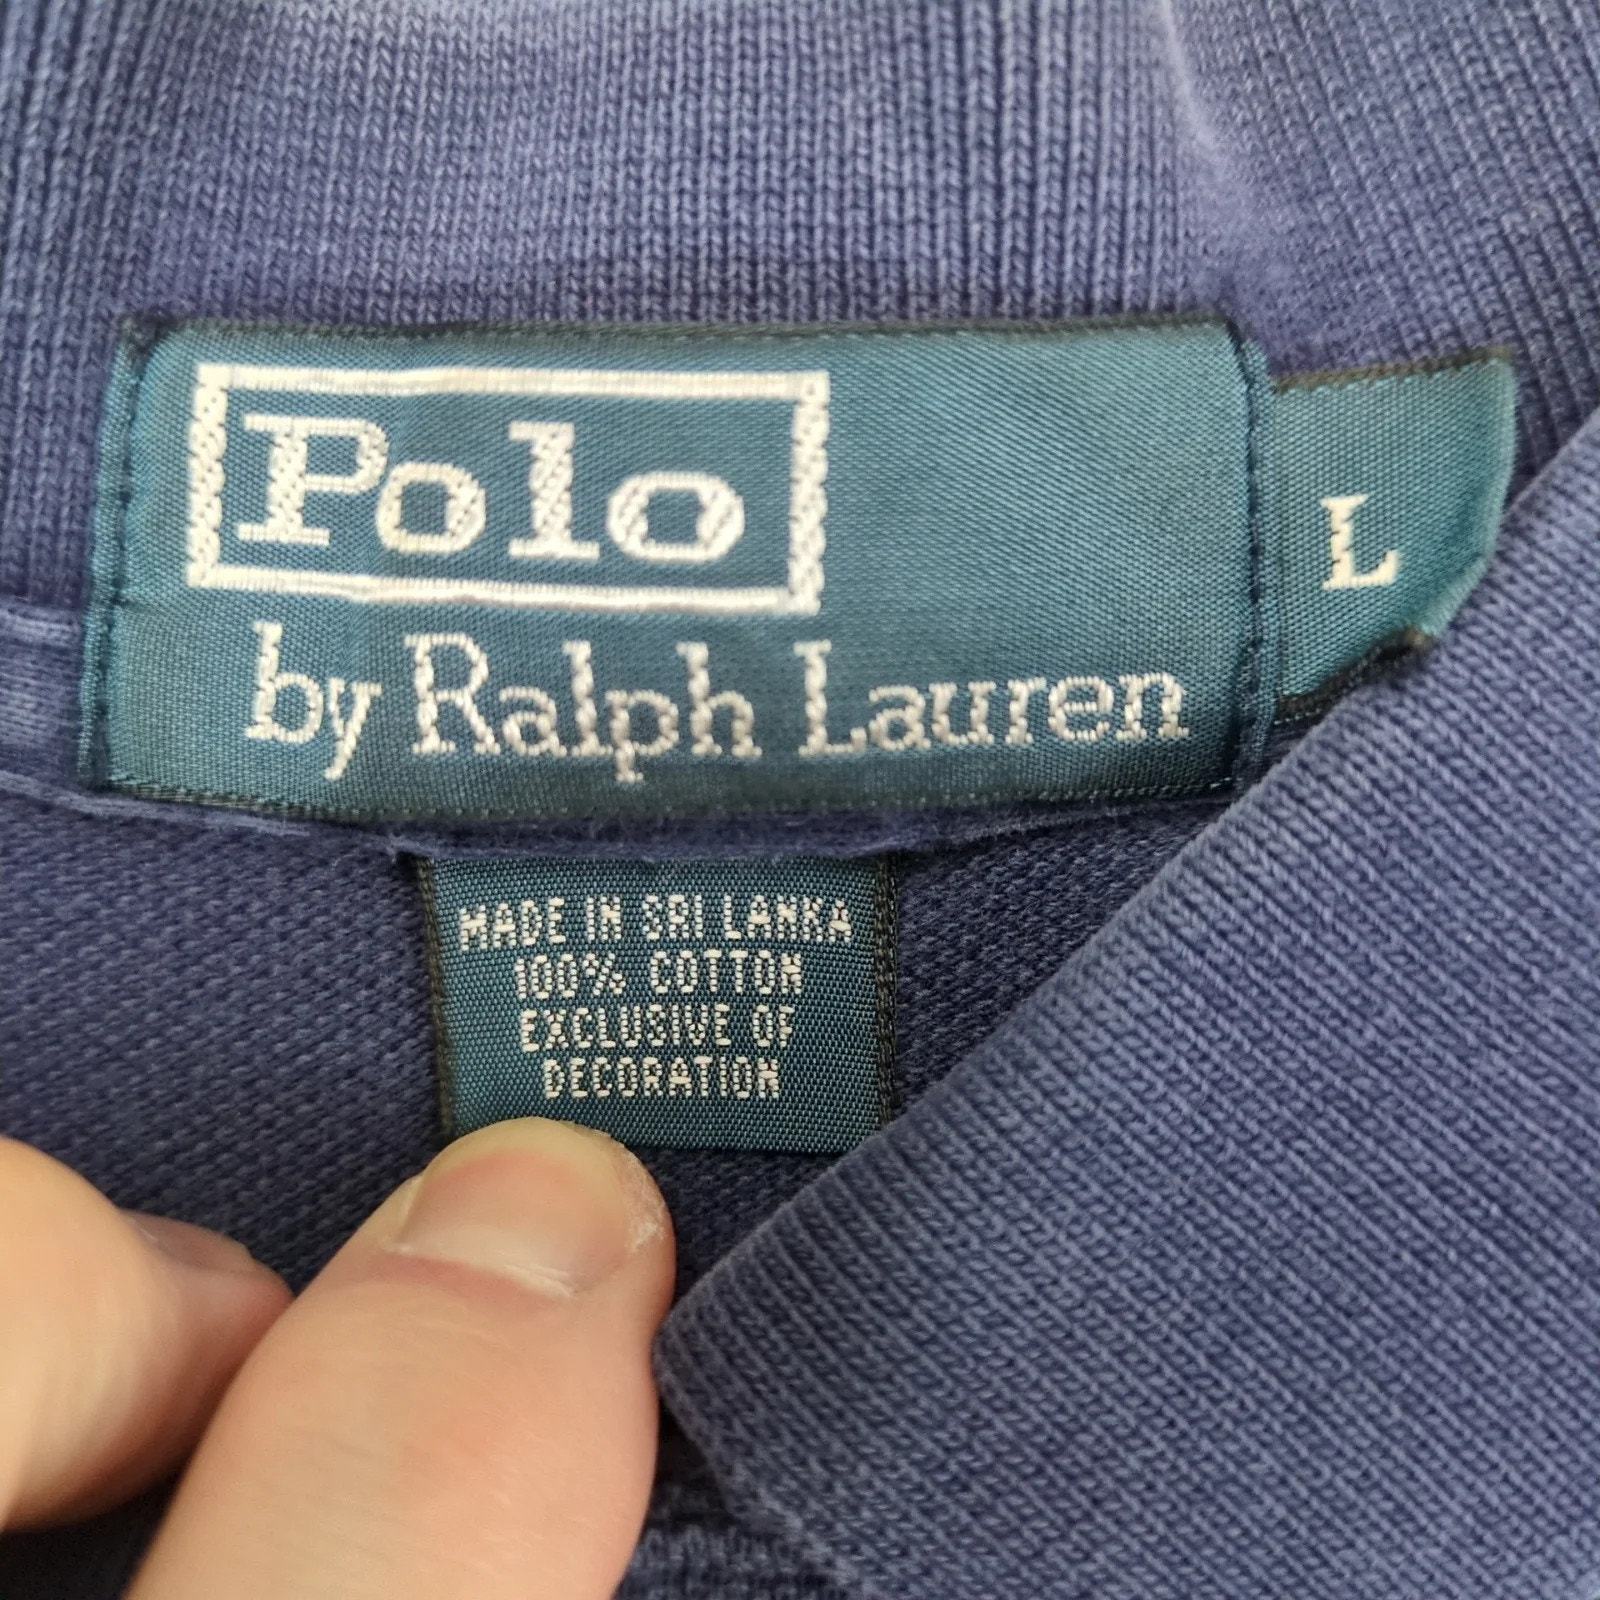 Polo
by Ralph Lauren
L
MADE IN SRI LANKA
100% COTTON
EXCLUSIVE OF
DECORATION